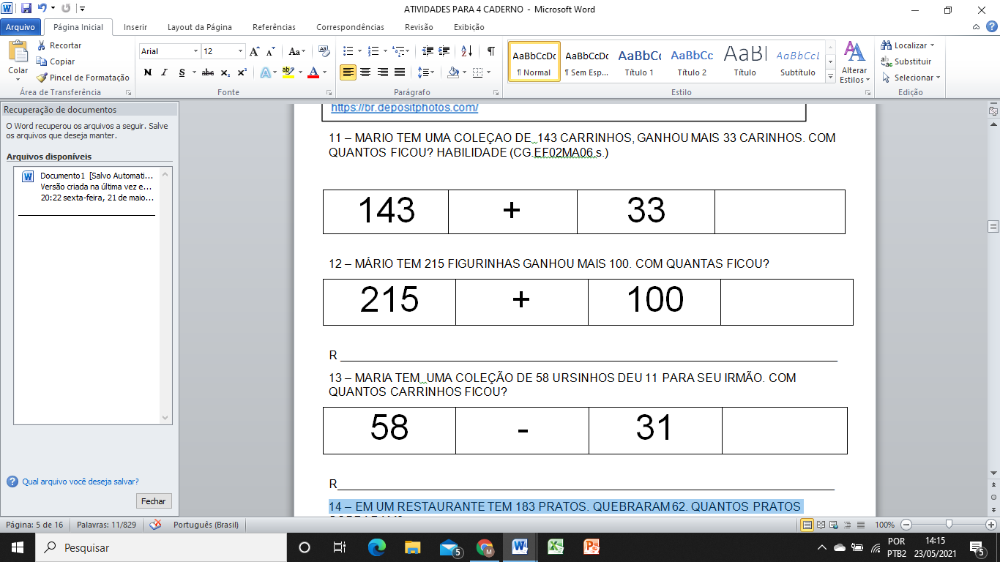 ATIVIDADES PARA 4 CADERNO - Microsoft Word
Arquivo Página Inicial Inserir Layout da Página Referências Correspondências Revisão Exibição
Colar
Recortar
Copiar
Pincel de Formatação
Área de Transferência
Arial 12
N I S abc x₂ x² A ab A
Fonte
Parágrafo
AaBbCcDc AaBbCcDc AaBbCc AaBbCc AaBl AaBbCcL
¶ Normal ¶ Sem Esp... Título 1 Título 2 Título Subtítulo
Alterar Estilos
Estilo
Localizar
Substituir
Selecionar
Edição
Recuperação de documentos
O Word recuperou os arquivos a seguir. Salve
os arquivos que deseja manter.
Arquivos disponíveis
Documento1 [Salvo Automati...
Versão criada na última vez e...
20:22 sexta-feira, 21 de maio...
Qual arquivo você deseja salvar?
Fechar
https://br.depositphotos.com/
11 – MARIO TEM UMA COLEÇAO DE 143 CARRINHOS, GANHOU MAIS 33 CARINHOS. COM
QUANTOS FICOU? HABILIDADE (CG.EF02MA06.s.)
143 + 33
12 – MÁRIO TEM 215 FIGURINHAS GANHOU MAIS 100. COM QUANTAS FICOU?
215 + 100
R
13 – MARIA TEM UMA COLEÇÃO DE 58 URSINHOS DEU 11 PARA SEU IRMÃO. COM
QUANTOS CARRINHOS FICOU?
58 - 31
R
14 – EM UM RESTAURANTE TEM 183 PRATOS. QUEBRARAM 62. QUANTOS PRATOS
Página: 5 de 16 Palavras: 11/829 Português (Brasil) 100%
Pesquisar
5
M
POR
PTB2
14:15
23/05/2021
5